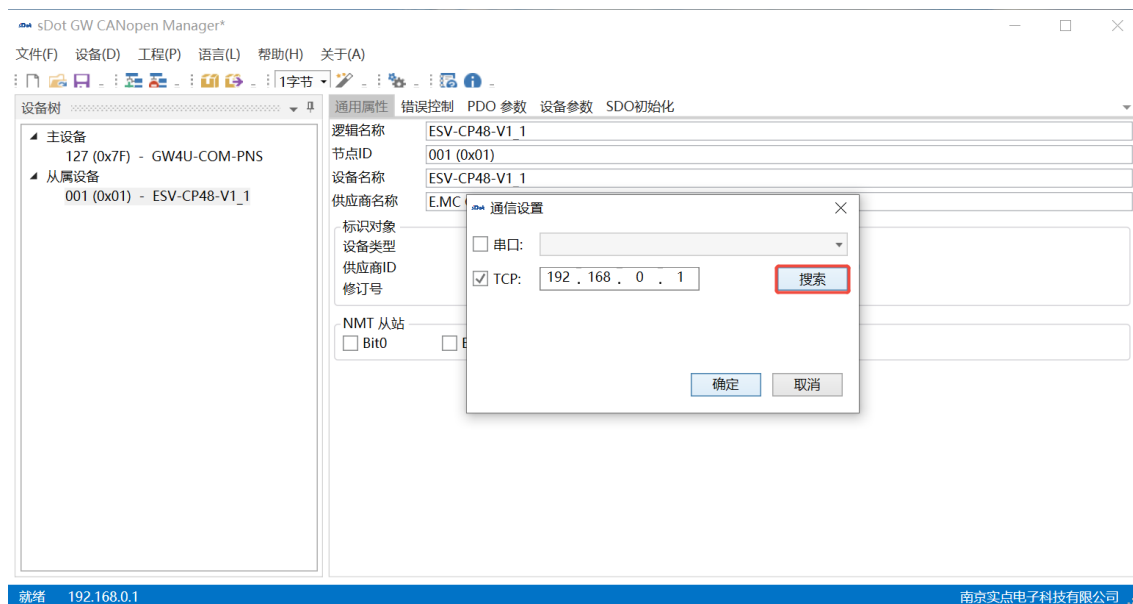 sDot GW CANopen Manager*
文件(F) 设备(D) 工程(P) 语言(L) 帮助(H) 关于(A)
1字节
设备树
通用属性 错误控制 PDO 参数 设备参数 SDO初始化
主设备
127 (0x7F) - GW4U-COM-PNS
从属设备
001 (0x01) - ESV-CP48-V1_1
逻辑名称 ESV-CP48-V1_1
节点ID 001 (0x01)
设备名称 ESV-CP48-V1_1
供应商名称 E.MC
标识对象
设备类型
供应商ID
修订号
NMT 从站
Bit0
sDot 通信设置
串口:
TCP: 192 . 168 . 0 . 1 搜索
确定 取消
就绪 192.168.0.1 南京实点电子科技有限公司